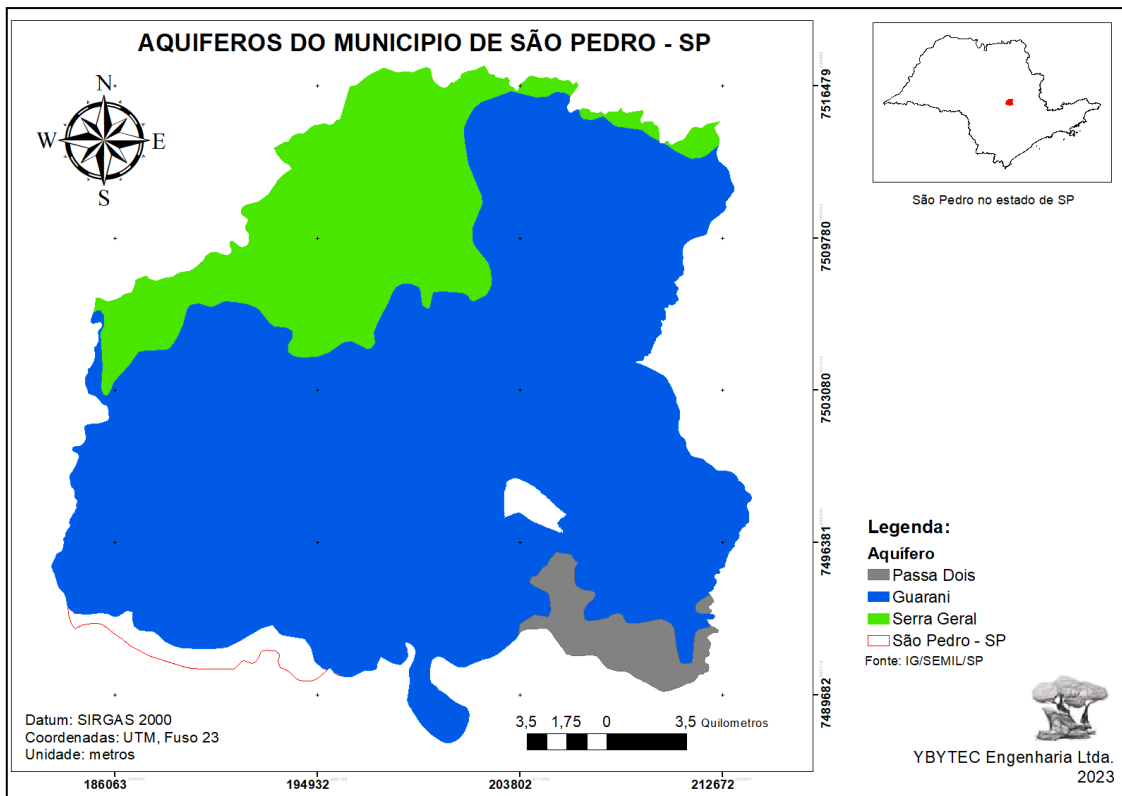 AQUIFEROS DO MUNICIPIO DE SÃO PEDRO - SP
N
W
E
S
São Pedro no estado de SP
7516479
7509780
7503080
7496381
7489682
Legenda:
Aquífero
Passa Dois
Guarani
Serra Geral
São Pedro - SP
Fonte: IG/SEMIL/SP
Datum: SIRGAS 2000
Coordenadas: UTM, Fuso 23
Unidade: metros
3,5 1,75 0 3,5 Quilometros
YBYTEC Engenharia Ltda.
2023
186063 194932 203802 212672